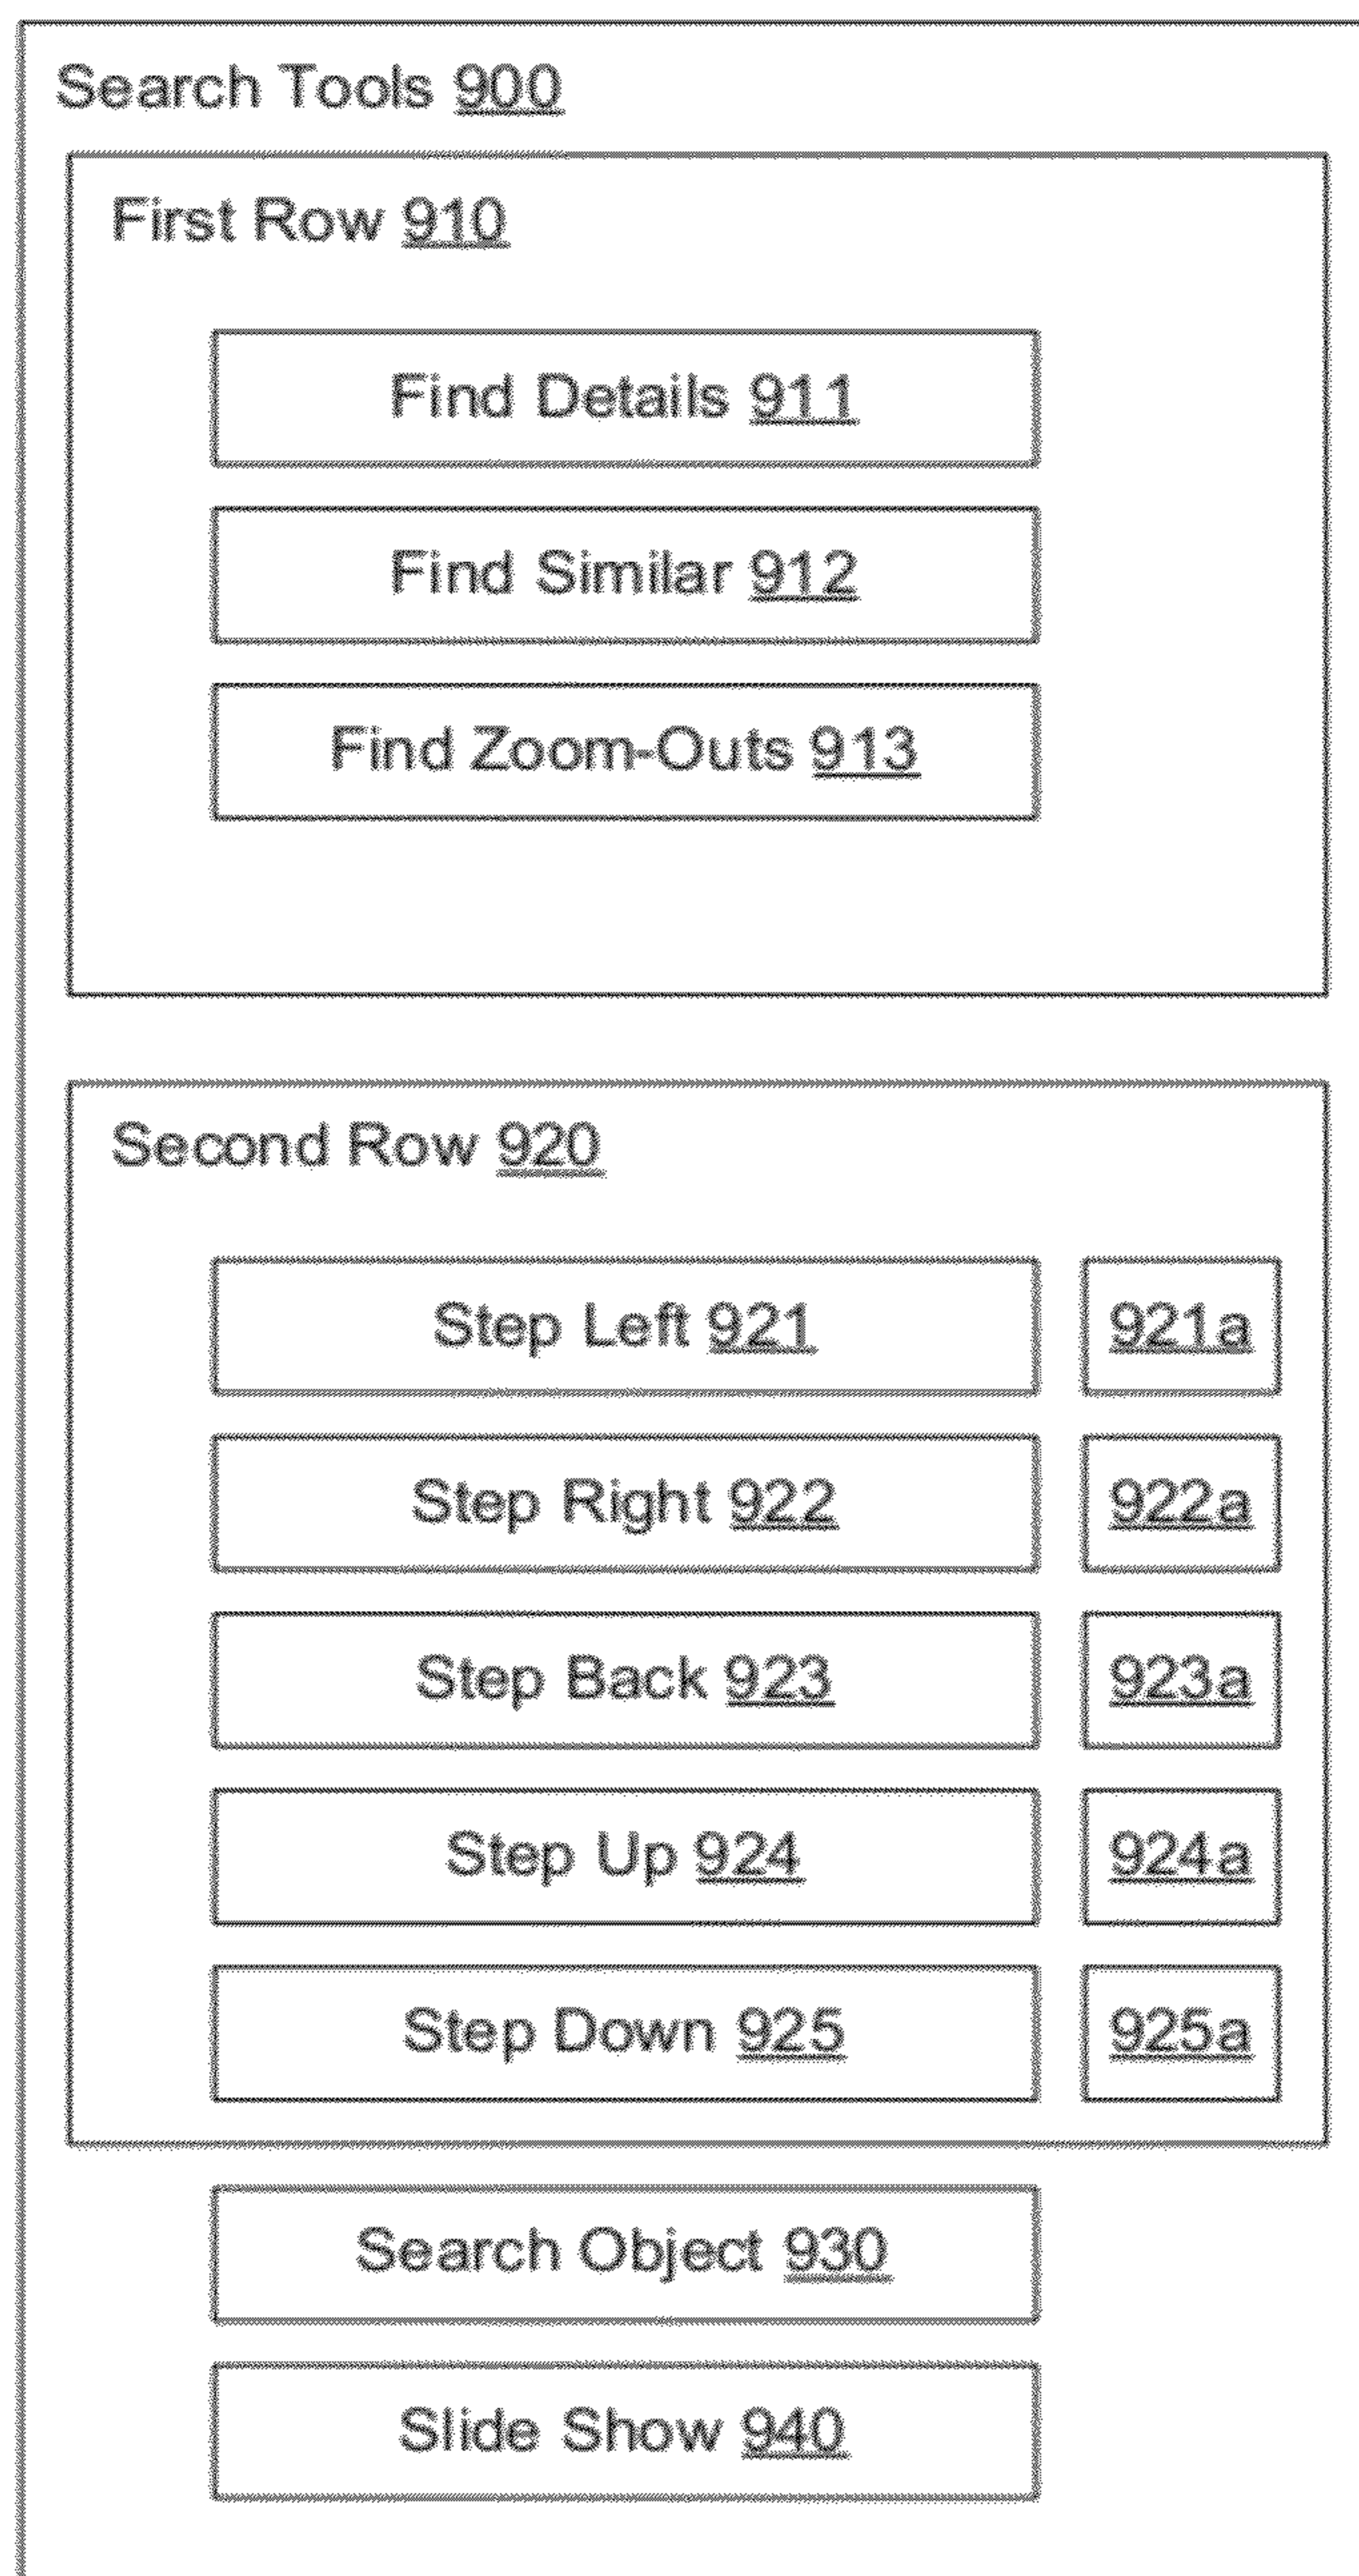 Search Tools 900
First Row 910
Find Details 911
Find Similar 912
Find Zoom-Outs 913
Second Row 920
Step Left 921 921a
Step Right 922 922a
Step Back 923 923a
Step Up 924 924a
Step Down 925 925a
Search Object 930
Slide Show 940